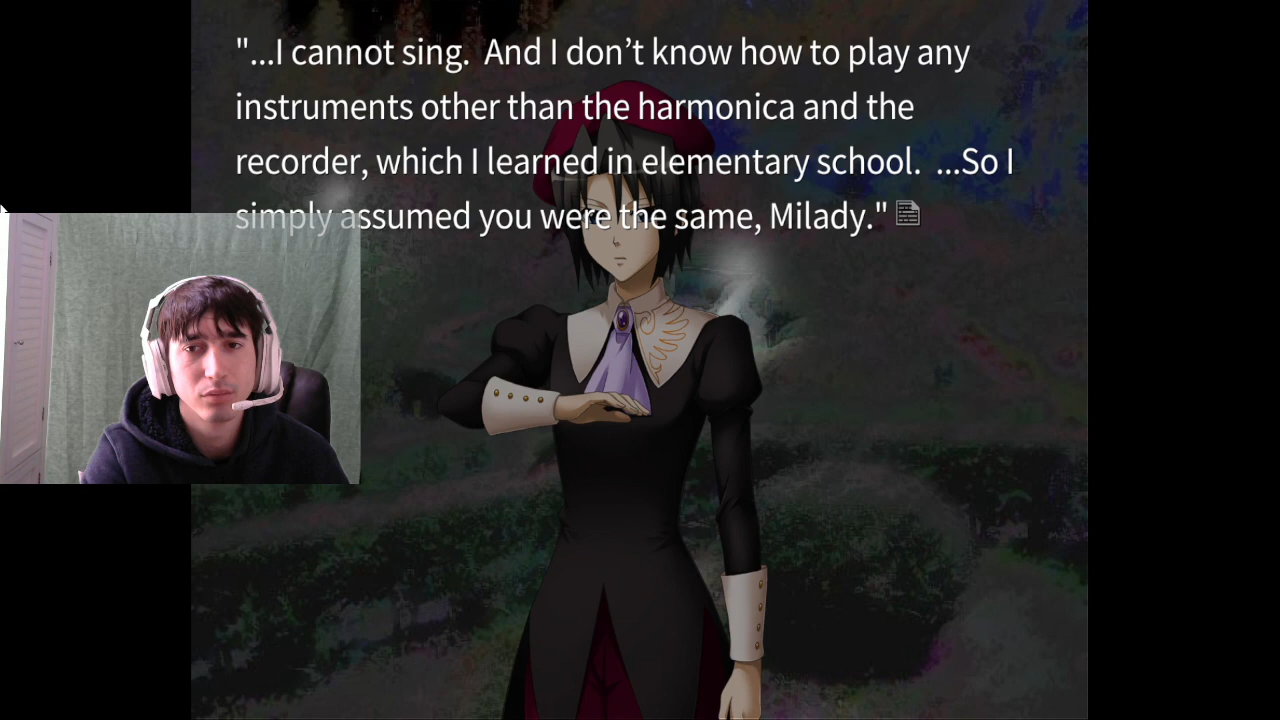 "...I cannot sing.  And I don’t know how to play any
instruments other than the harmonica and the
recorder, which I learned in elementary school.  ...So I
simply assumed you were the same, Milady."